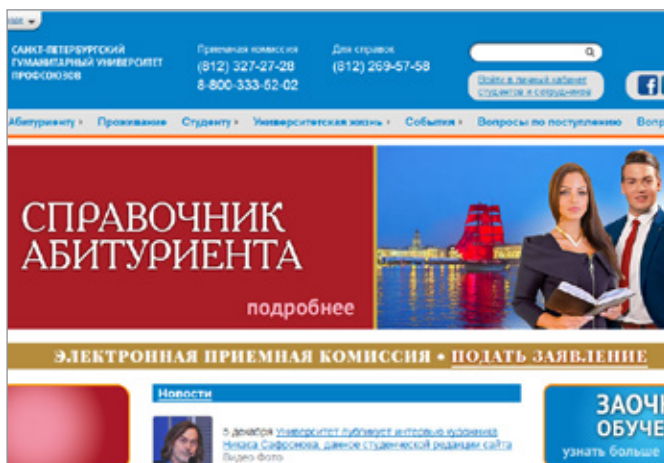 САНКТ-ПЕТЕРБУРГСКИЙ
ГУМАНИТАРНЫЙ УНИВЕРСИТЕТ
ПРОФСОЮЗОВ
Приемная комиссия
(812) 327-27-28
8-800-333-52-02
Для справок
(812) 269-57-58
Войти в личный кабинет
студентов и сотрудников
Абитуриенту Проживание Студенту Университетская жизнь События Вопросы по поступлению
СПРАВОЧНИК
АБИТУРИЕНТА
подробнее
ЭЛЕКТРОННАЯ ПРИЕМНАЯ КОМИССИЯ • ПОДАТЬ ЗАЯВЛЕНИЕ
Новости
5 декабря Университет публикует интервью художника
Никаса Сафронова, данное студенческой редакции сайта
Видео Фото
ЗАОЧН
ОБУЧЕ
узнать больше